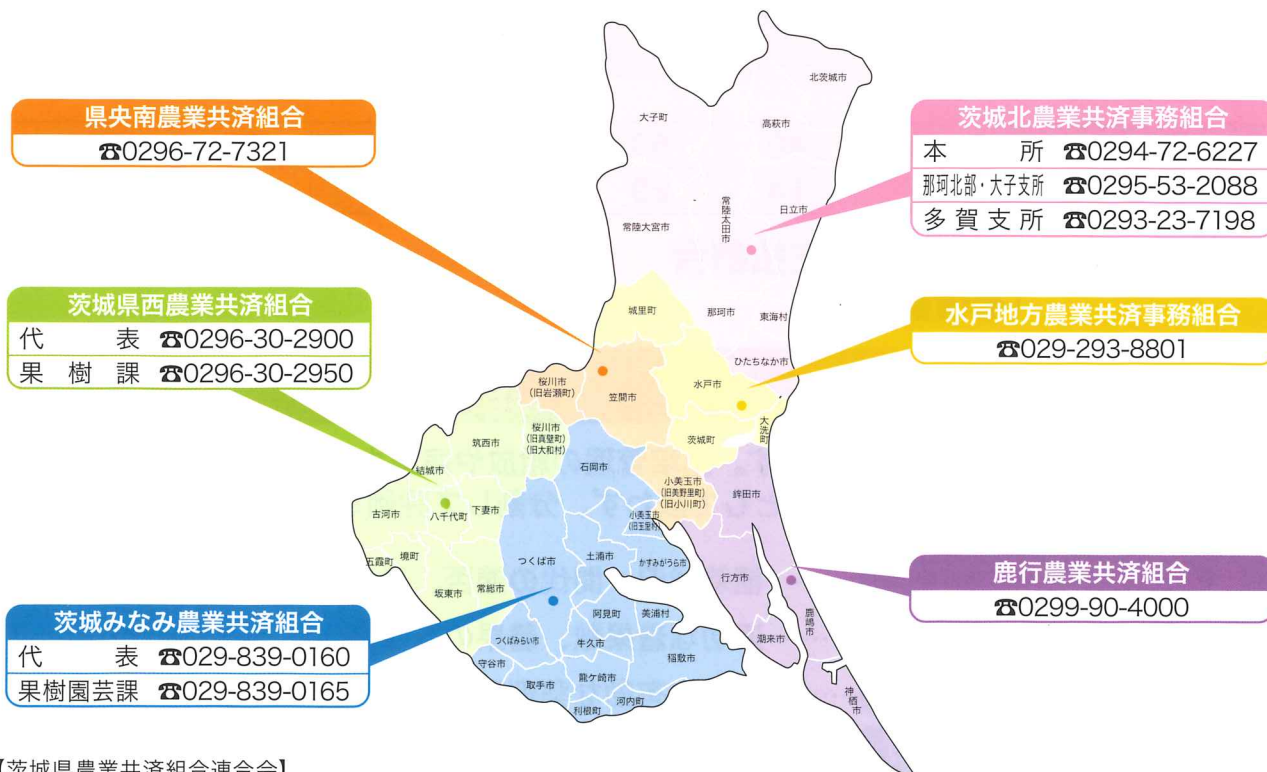 県央南農業共済組合
☎0296-72-7321
茨城北農業共済事務組合
本所 ☎0294-72-6227
那珂北部・大子支所 ☎0295-53-2088
多賀支所 ☎0293-23-7198
茨城県西農業共済組合
代表 ☎0296-30-2900
果樹課 ☎0296-30-2950
水戸地方農業共済事務組合
☎029-293-8801
茨城みなみ農業共済組合
代表 ☎029-839-0160
果樹園芸課 ☎029-839-0165
鹿行農業共済組合
☎0299-90-4000
北茨城市
大子町
高萩市
常陸太田市
日立市
常陸大宮市
城里町
那珂市
東海村
ひたちなか市
水戸市
桜川市
(旧岩瀬町)
笠間市
大洗町
茨城町
桜川市
(旧真壁町)
(旧大和村)
筑西市
石岡市
結城市
小美玉市
(旧美野里町)
(旧小川町)
鉾田市
古河市
八千代町
下妻市
小美玉市
(旧玉里村)
五霞町
境町
つくば市
土浦市
かすみがうら市
坂東市
常総市
行方市
阿見町
美浦村
鹿嶋市
潮来市
つくばみらい市
牛久市
稲敷市
守谷市
取手市
龍ケ崎市
河内町
利根町
神栖市
【茨城県農業共済組合連合会】